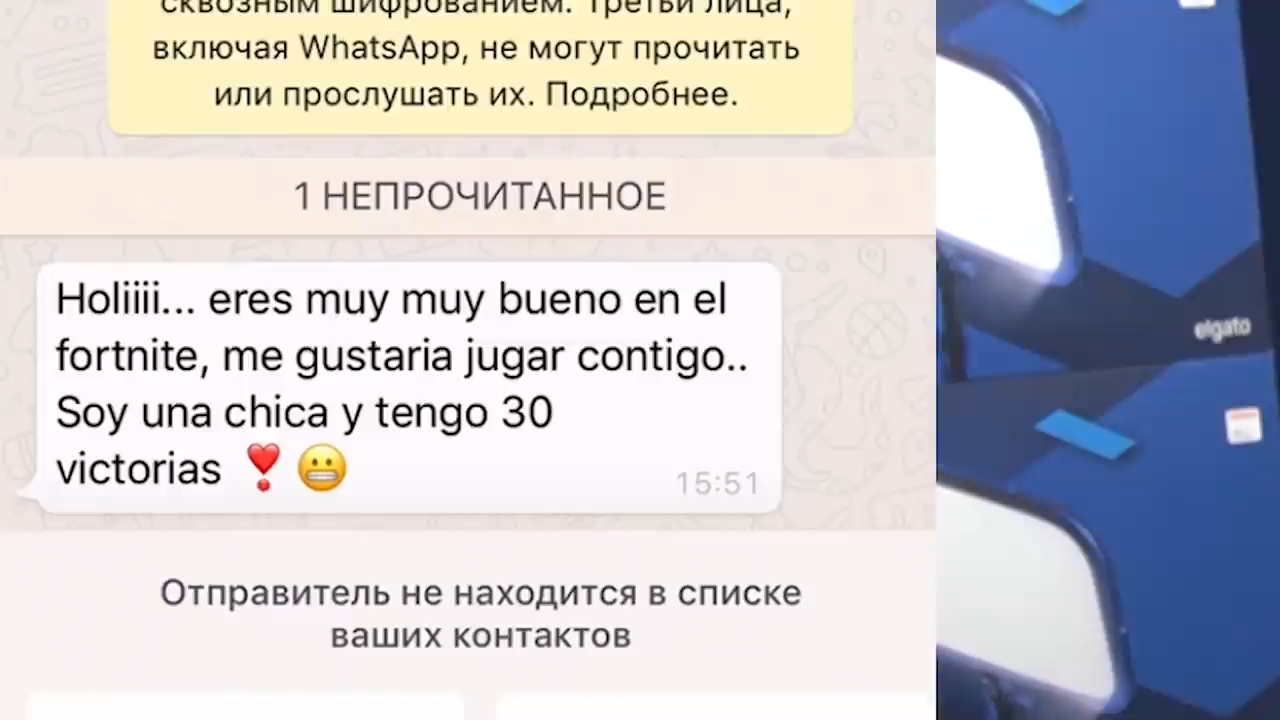 сквозным шифрованием. Третьи лица,
включая WhatsApp, не могут прочитать
или прослушать их. Подробнее.
1 НЕПРОЧИТАННОЕ
Holiiii... eres muy muy bueno en el
fortnite, me gustaria jugar contigo..
Soy una chica y tengo 30
victorias ❣️😬
15:51
Отправитель не находится в списке
ваших контактов
elgato